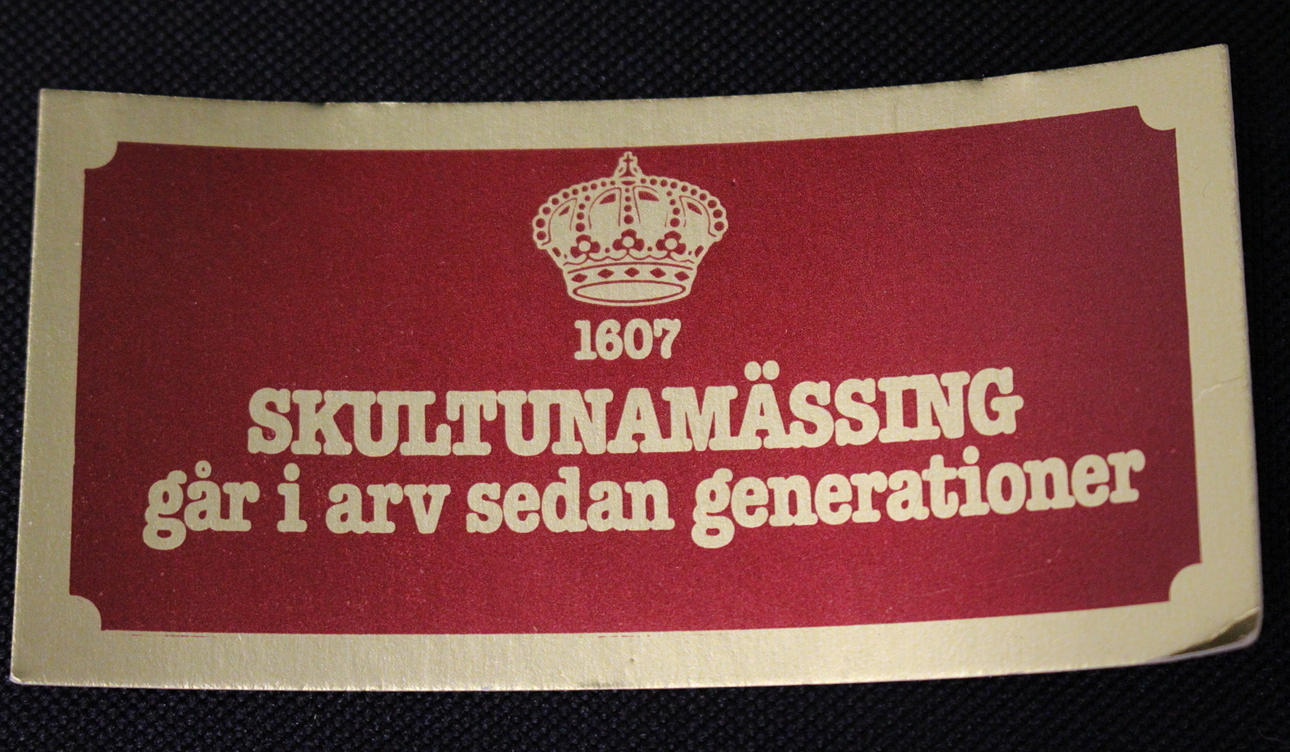 1607
SKULTUNAMÄSSING
går i arv sedan generationer